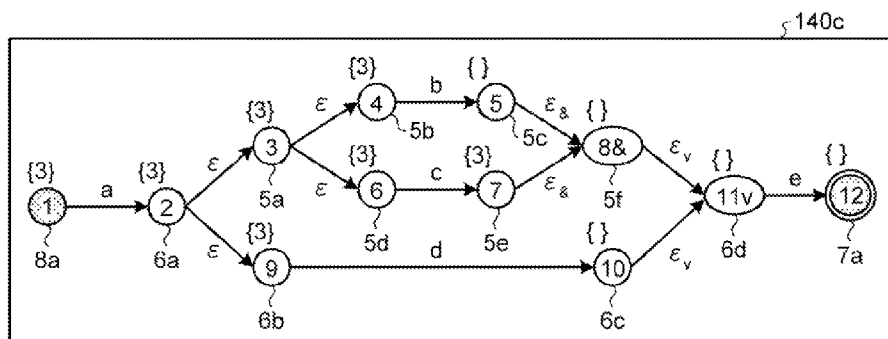 140c
{3} b { }
4 5
ε ε&
{3} 5b 5c { }
3 8&
ε 5a ε {3} c {3} ε& 5f εv
{3} a {3} 6 7 { } e { }
1 2 5d 5e 11v 12
8a 6a ε {3} d { } εv 6d 7a
9 10
6b 6c